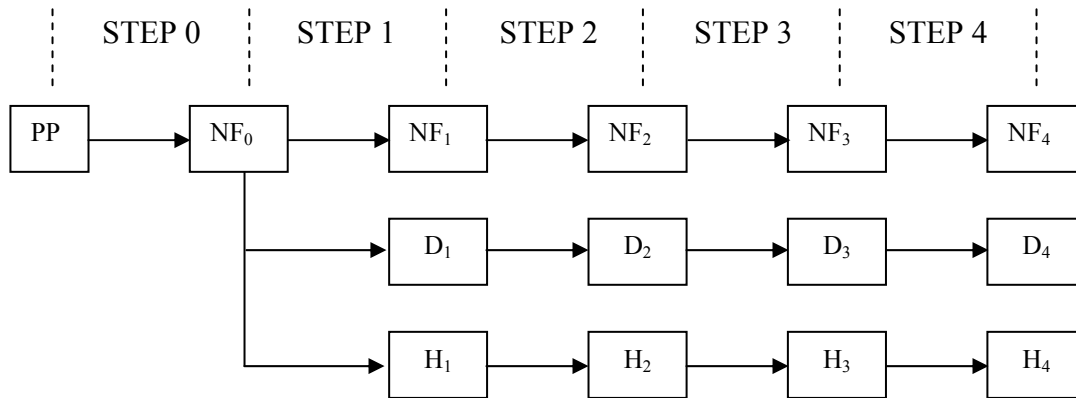 STEP 0 STEP 1 STEP 2 STEP 3 STEP 4
PP NF₀ NF₁ NF₂ NF₃ NF₄
D₁ D₂ D₃ D₄
H₁ H₂ H₃ H₄